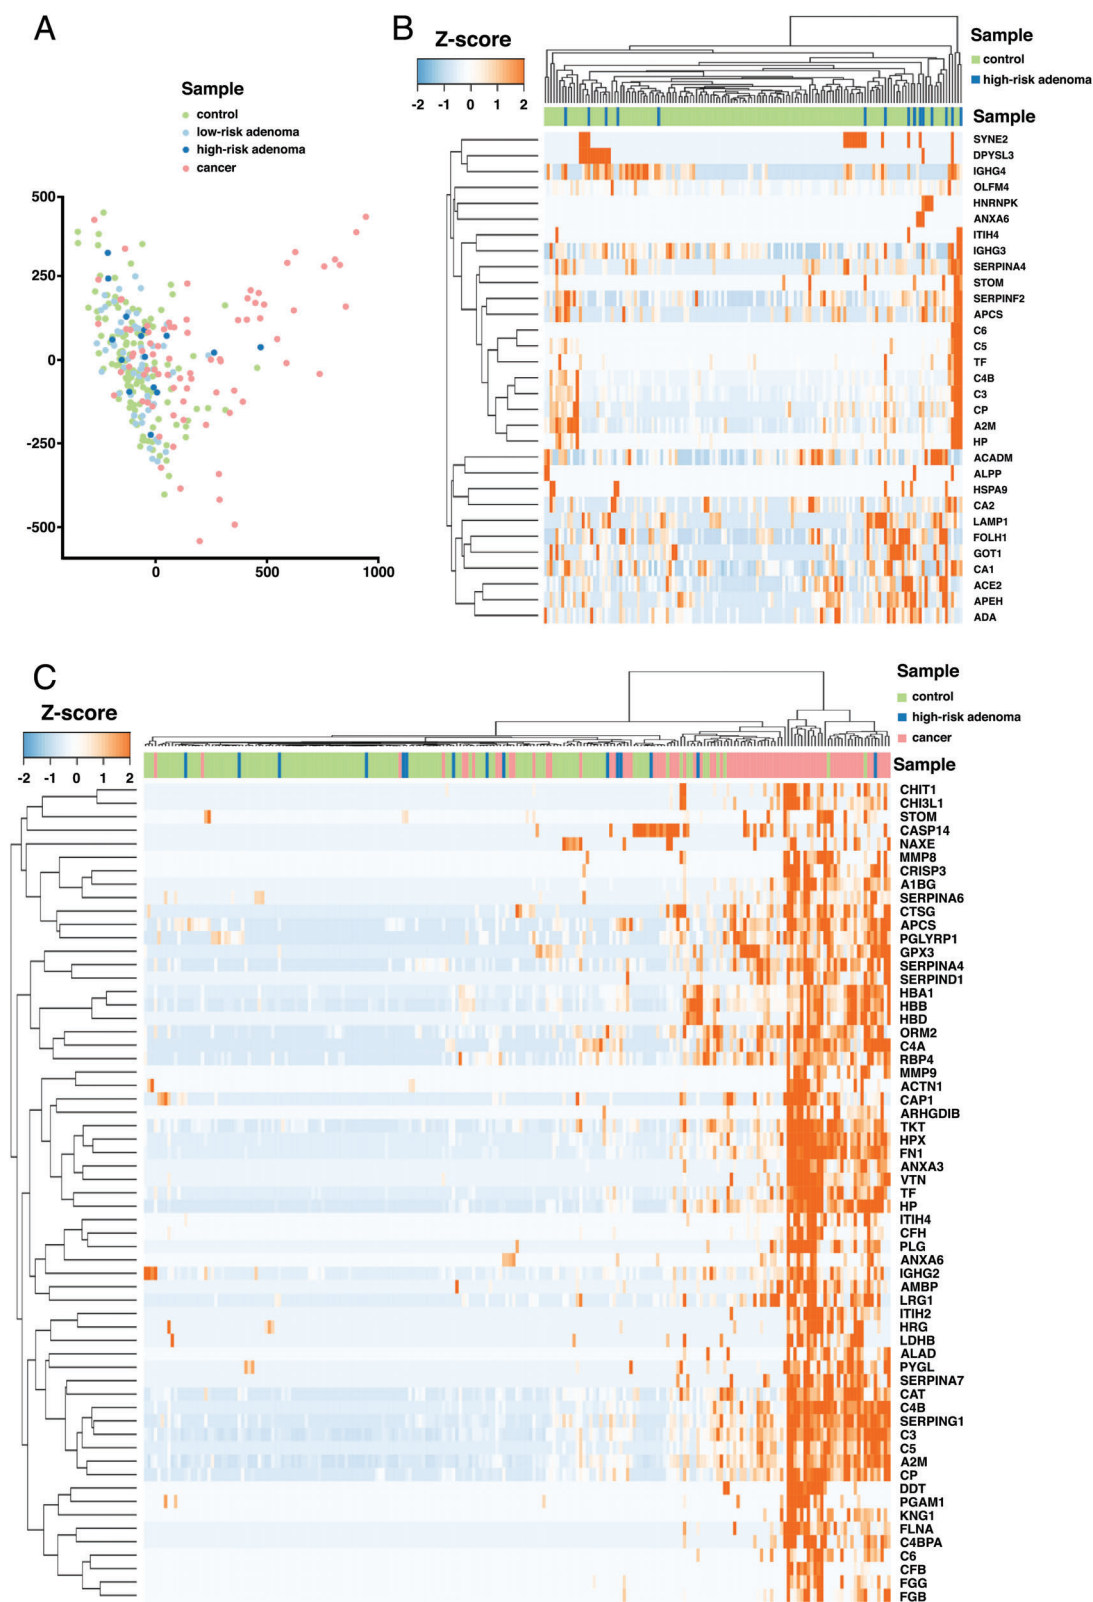 A
Sample
control
low-risk adenoma
high-risk adenoma
cancer
500
250
0
-250
-500
0
500
1000
B
Z-score
-2 -1 0 1 2
Sample
control
high-risk adenoma
Sample
SYNE2
DPYSL3
IGHG4
OLFM4
HNRNPK
ANXA6
ITIH4
IGHG3
SERPINA4
STOM
SERPINF2
APCS
C6
C5
TF
C4B
C3
CP
A2M
HP
ACADM
ALPP
HSPA9
CA2
LAMP1
FOLH1
GOT1
CA1
ACE2
APEH
ADA
C
Z-score
-2 -1 0 1 2
Sample
control
high-risk adenoma
cancer
Sample
CHIT1
CHI3L1
STOM
CASP14
NAXE
MMP8
CRISP3
A1BG
SERPINA6
CTSG
APCS
PGLYRP1
GPX3
SERPINA4
SERPIND1
HBA1
HBB
HBD
ORM2
C4A
RBP4
MMP9
ACTN1
CAP1
ARHGDIB
TKT
HPX
FN1
ANXA3
VTN
TF
HP
ITIH4
CFH
PLG
ANXA6
IGHG2
AMBP
LRG1
ITIH2
HRG
LDHB
ALAD
PYGL
SERPINA7
CAT
C4B
SERPING1
C3
C5
A2M
CP
DDT
PGAM1
KNG1
FLNA
C4BPA
C6
CFB
FGG
FGB